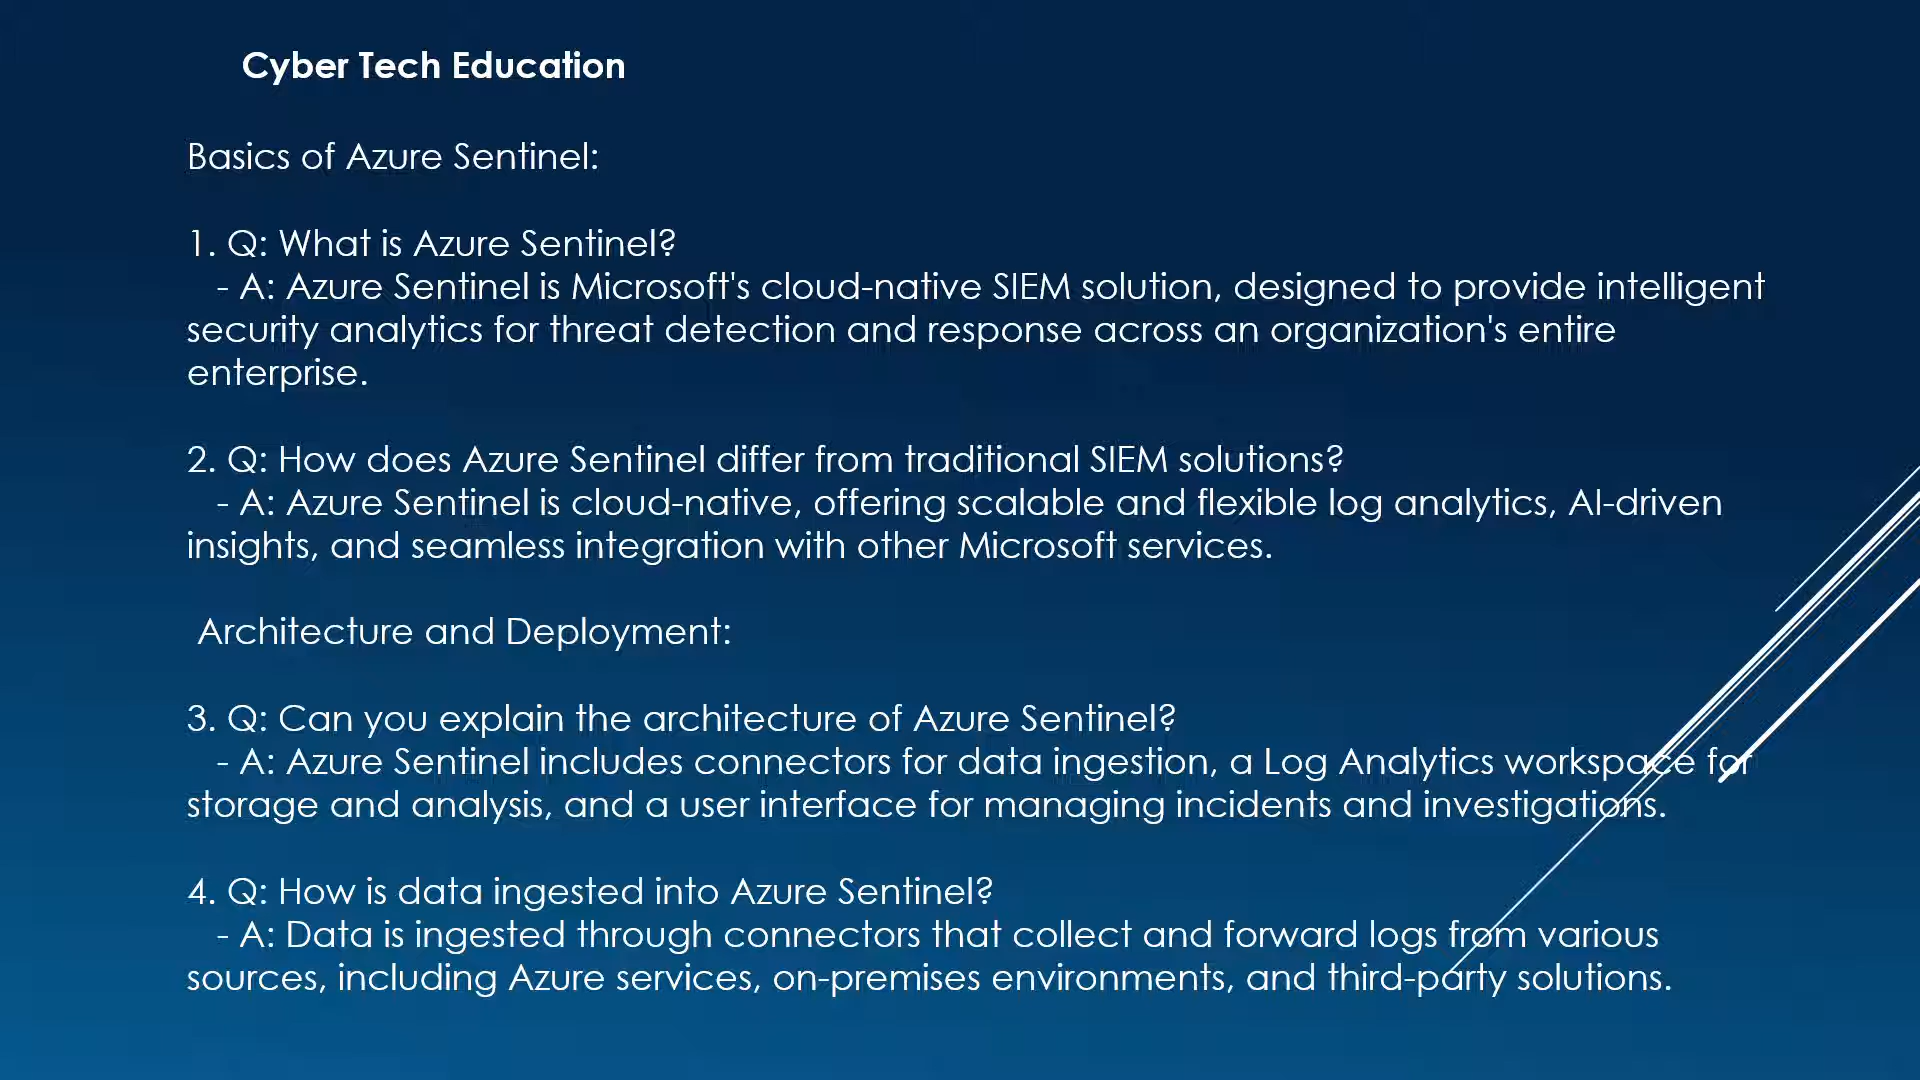 Cyber Tech Education
Basics of Azure Sentinel:
1. Q: What is Azure Sentinel?
- A: Azure Sentinel is Microsoft's cloud-native SIEM solution, designed to provide intelligent
security analytics for threat detection and response across an organization's entire
enterprise.
2. Q: How does Azure Sentinel differ from traditional SIEM solutions?
- A: Azure Sentinel is cloud-native, offering scalable and flexible log analytics, AI-driven
insights, and seamless integration with other Microsoft services.
Architecture and Deployment:
3. Q: Can you explain the architecture of Azure Sentinel?
- A: Azure Sentinel includes connectors for data ingestion, a Log Analytics workspace for
storage and analysis, and a user interface for managing incidents and investigations.
4. Q: How is data ingested into Azure Sentinel?
- A: Data is ingested through connectors that collect and forward logs from various
sources, including Azure services, on-premises environments, and third-party solutions.